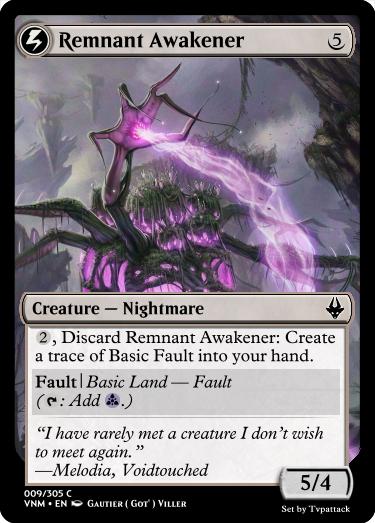 Remnant Awakener 5
Creature — Nightmare
2, Discard Remnant Awakener: Create
a trace of Basic Fault into your hand.
Fault | Basic Land — Fault
( : Add .)
“I have rarely met a creature I don’t wish
to meet again.”
—Melodia, Voidtouched
5/4
009/305 C
VNM • EN Gautier ( Got' ) Viller
Set by Tvpattack